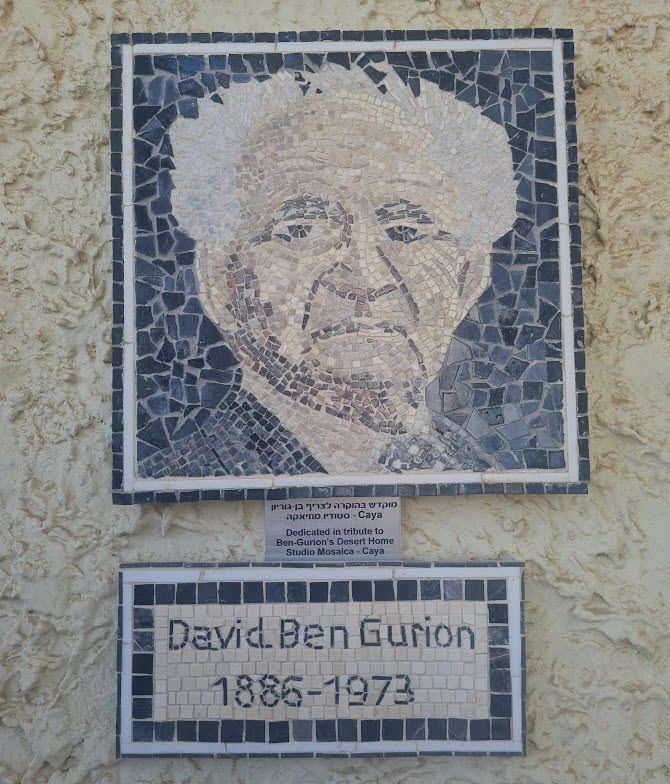 מוקדש בהוקרה לצריף בן-גוריון
סטודיו מוזאיקה - Caya
Dedicated in tribute to
Ben-Gurion's Desert Home
Studio Mosaica - Caya
David Ben Gurion
1886-1973